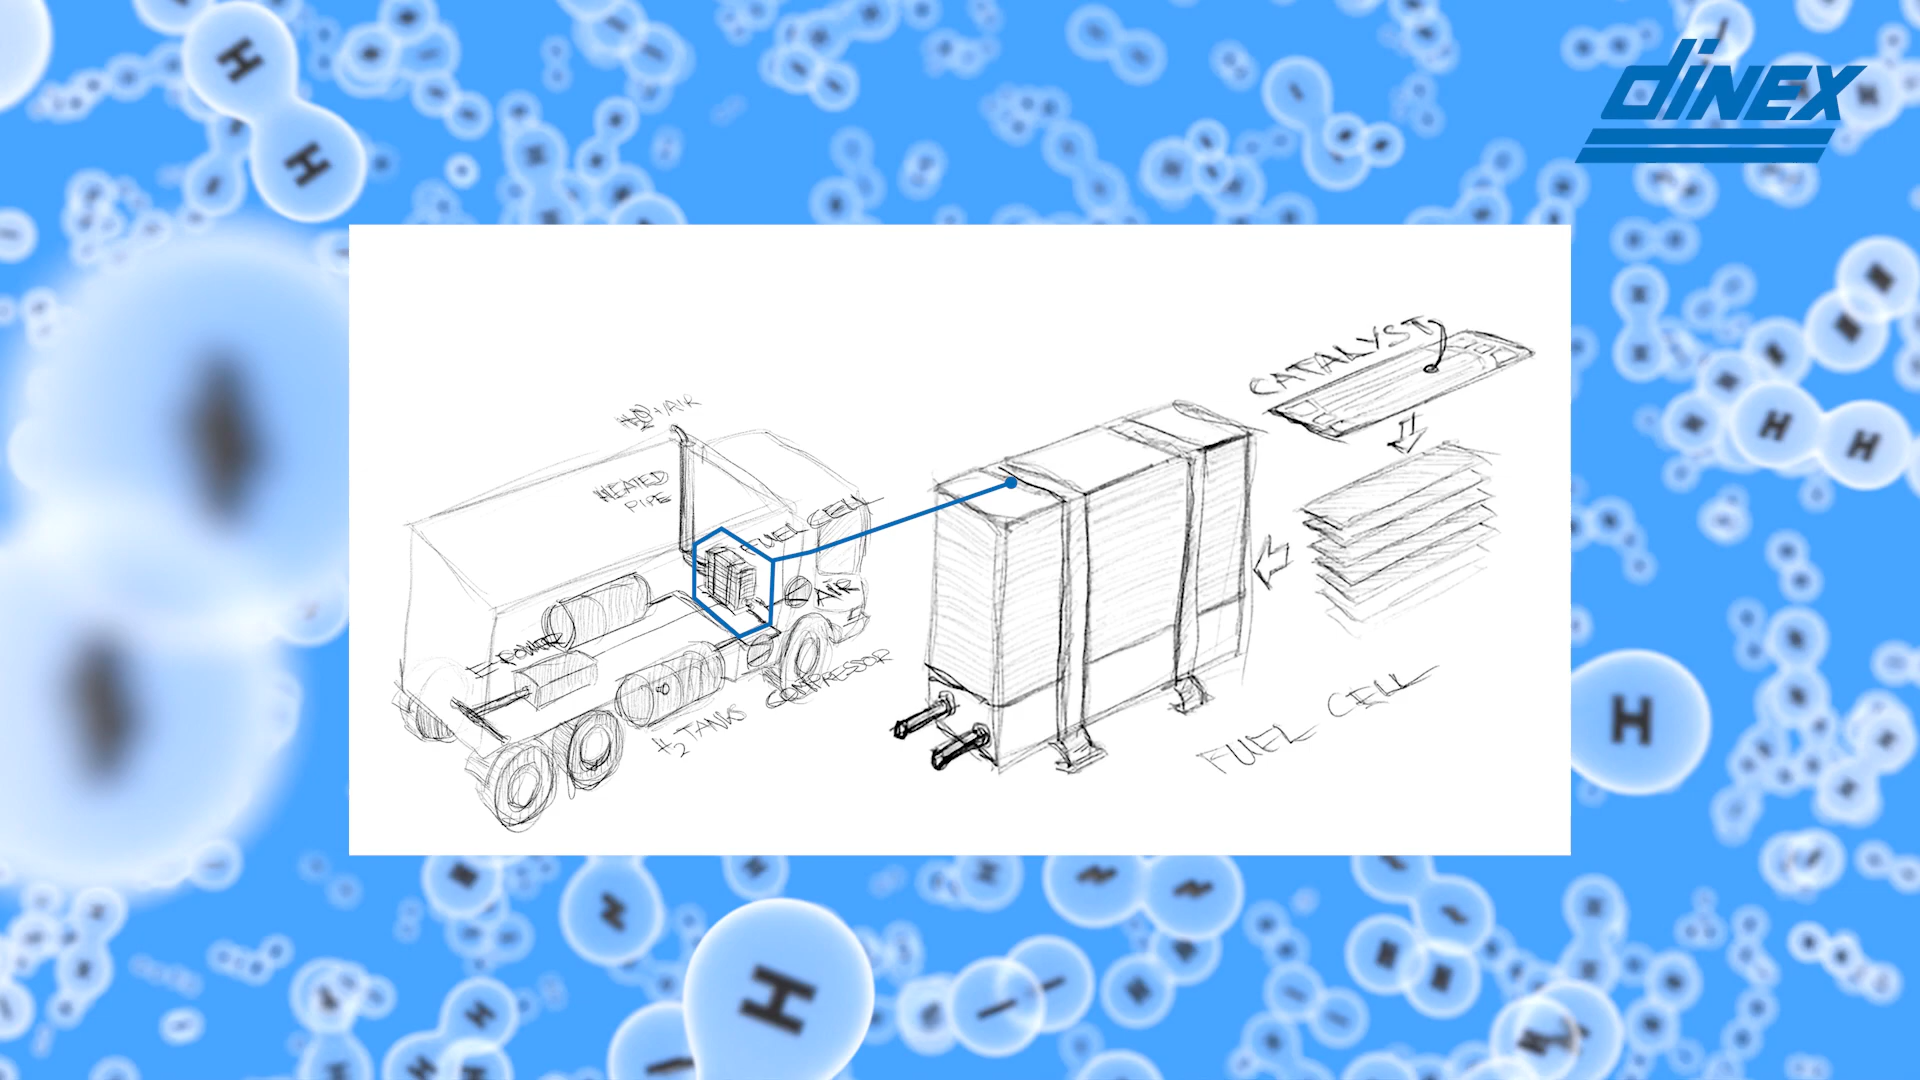 dinex
H
H
CATALYST
H2O + AIR
HEATED
PIPE
FUEL CELL
AIR
E-POWER
COMPRESSOR
H2 TANKS
FUEL CELL
H
H
H
H